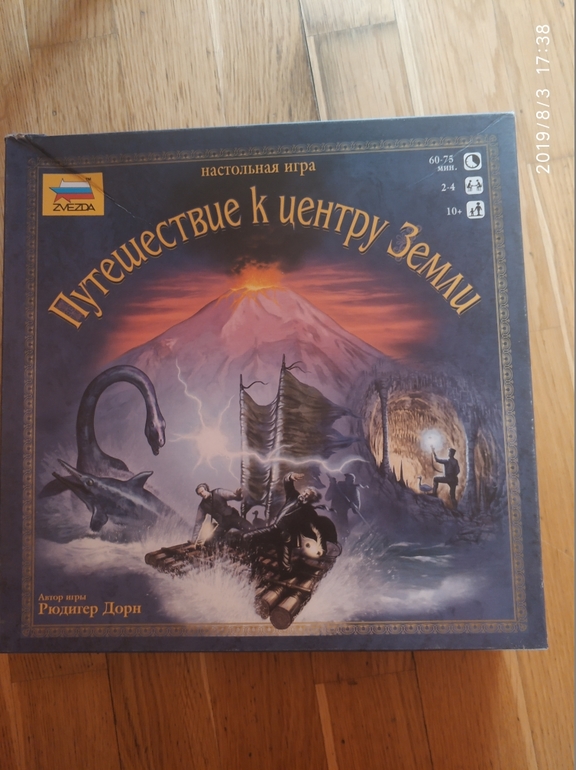 2019/8/3 17:38
настольная игра
60-75
мин.
2-4
10+
ZVEZDA
Путешествие к центру Земли
Автор игры
Рюдигер Дорн